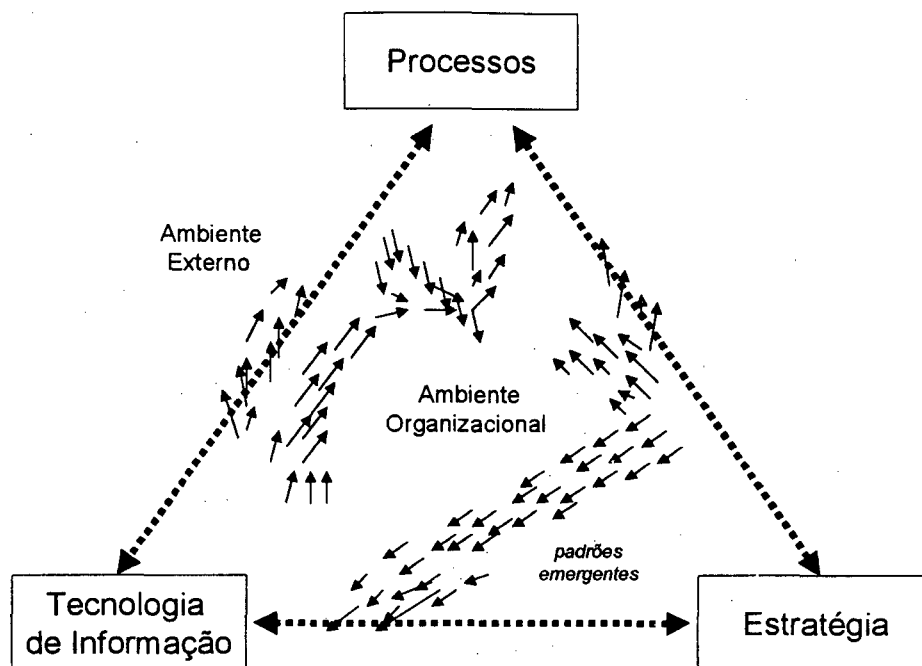 Processos
Ambiente
Externo
Ambiente
Organizacional
padrões
emergentes
Tecnologia
de Informação
Estratégia